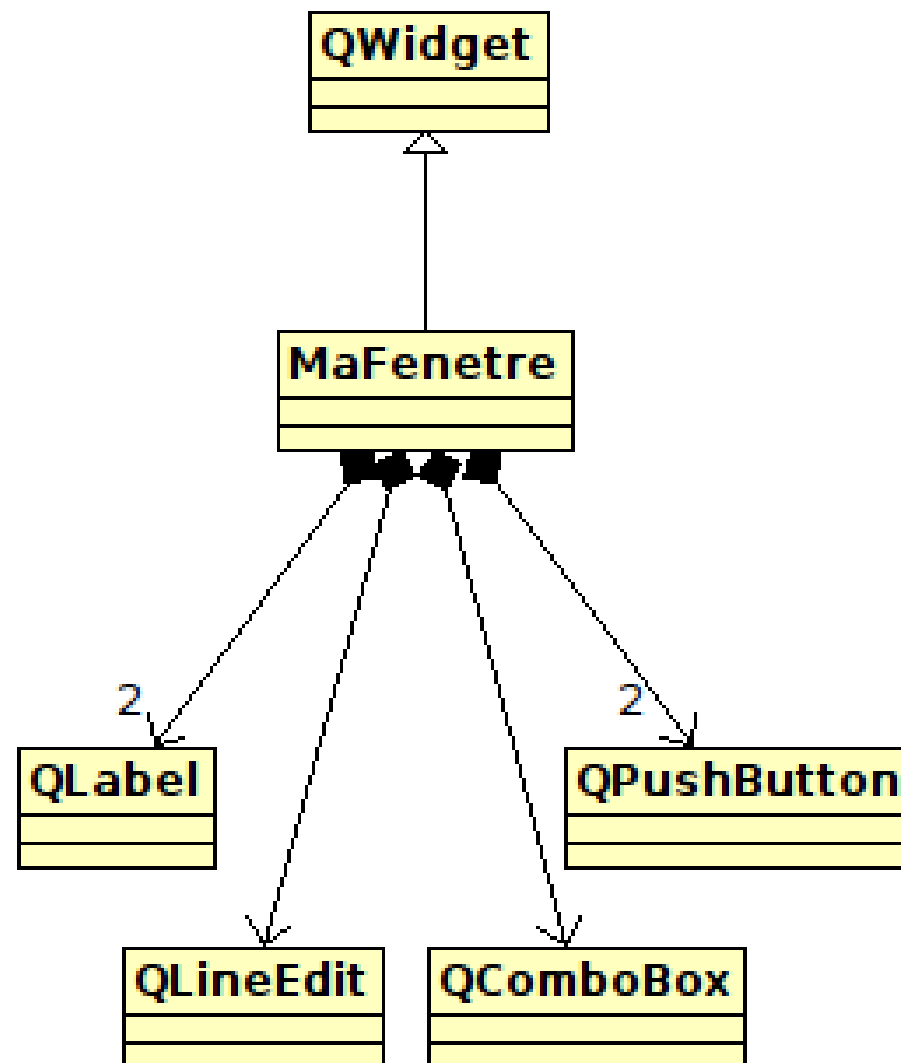 QWidget
MaFenetre
2
2
QLabel
QPushButton
QLineEdit
QComboBox